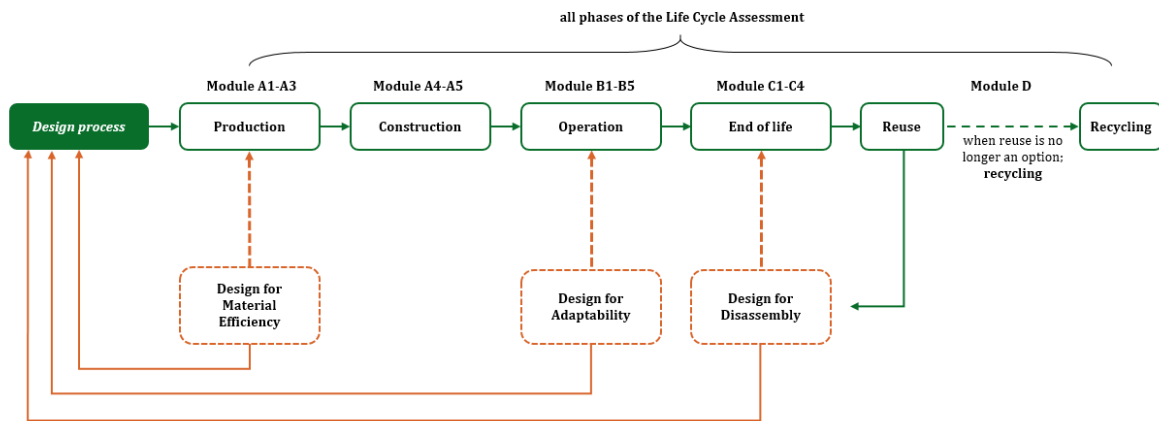 all phases of the Life Cycle Assessment
Module A1-A3
Module A4-A5
Module B1-B5
Module C1-C4
Module D
Design process
Production
Construction
Operation
End of life
Reuse
Recycling
when reuse is no
longer an option;
recycling
Design for
Material
Efficiency
Design for
Adaptability
Design for
Disassembly